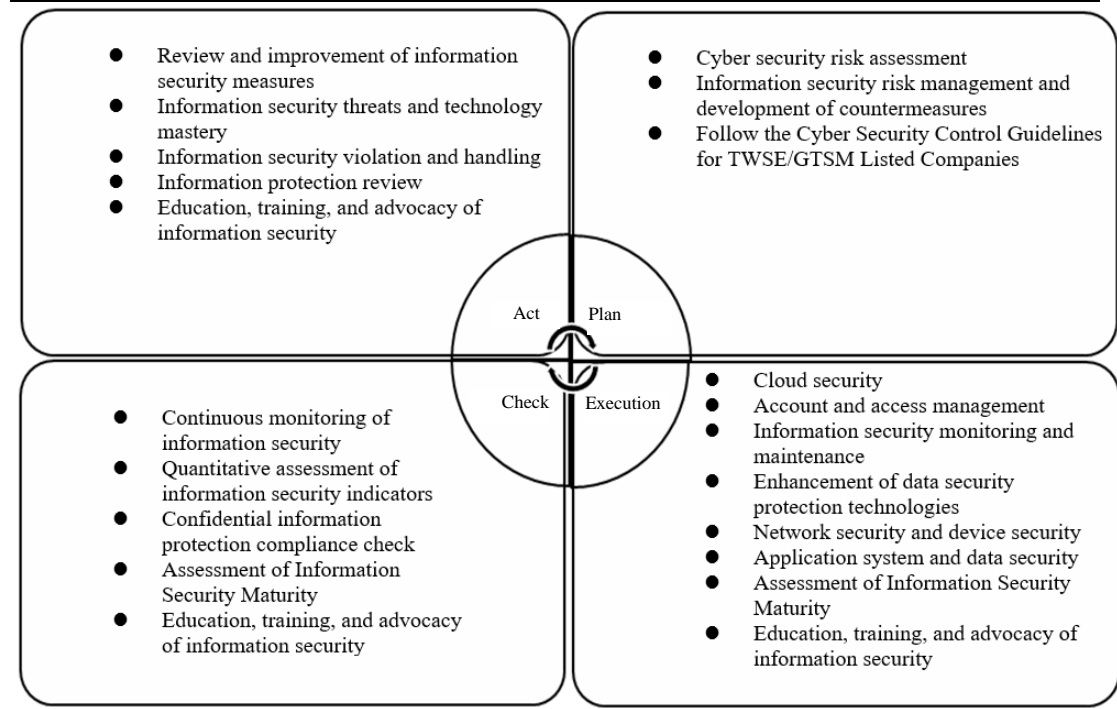 ● Review and improvement of information
security measures
● Information security threats and technology
mastery
● Information security violation and handling
● Information protection review
● Education, training, and advocacy of
information security
● Cyber security risk assessment
● Information security risk management and
development of countermeasures
● Follow the Cyber Security Control Guidelines
for TWSE/GTSM Listed Companies
Act
Plan
Check
Execution
● Continuous monitoring of
information security
● Quantitative assessment of
information security indicators
● Confidential information
protection compliance check
● Assessment of Information
Security Maturity
● Education, training, and advocacy
of information security
● Cloud security
● Account and access management
● Information security monitoring and
maintenance
● Enhancement of data security
protection technologies
● Network security and device security
● Application system and data security
● Assessment of Information Security
Maturity
● Education, training, and advocacy of
information security